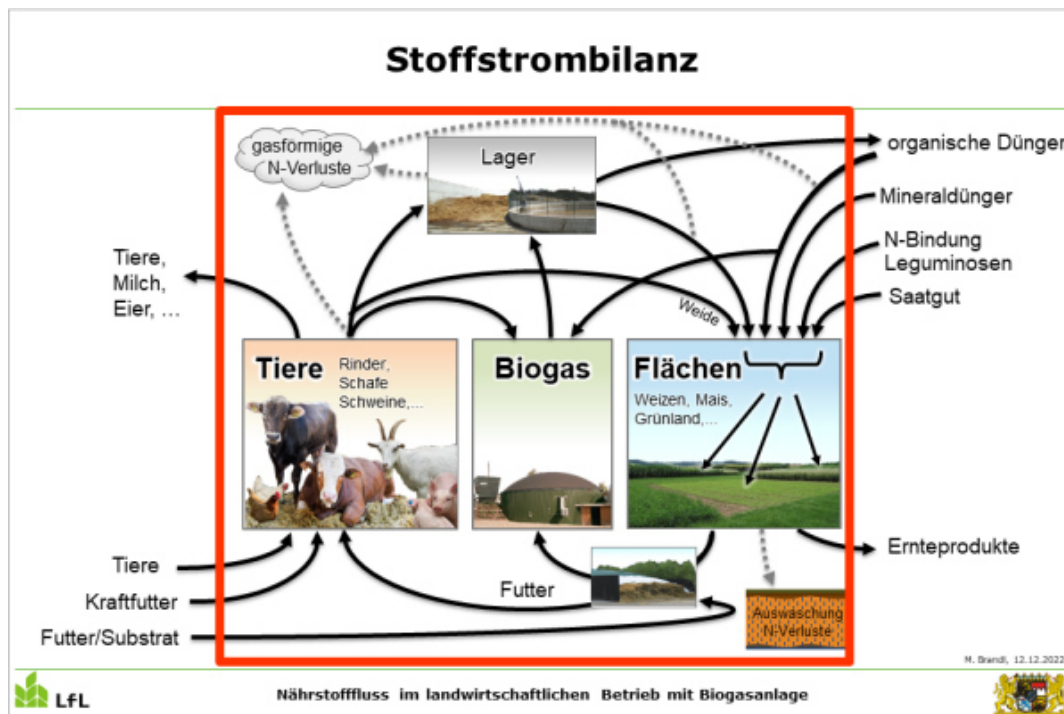 Stoffstrombilanz
gasförmige
N-Verluste
Lager
organische Dünger
Mineraldünger
N-Bindung
Leguminosen
Saatgut
Tiere,
Milch,
Eier, ...
Weide
Tiere
Rinder,
Schafe
Schweine,...
Biogas
Flächen
Weizen, Mais,
Grünland,...
Tiere
Kraftfutter
Futter/Substrat
Futter
Ernteprodukte
Auswaschung
N-Verluste
M. Brandl, 12.12.2022
LfL
Nährstofffluss im landwirtschaftlichen Betrieb mit Biogasanlage